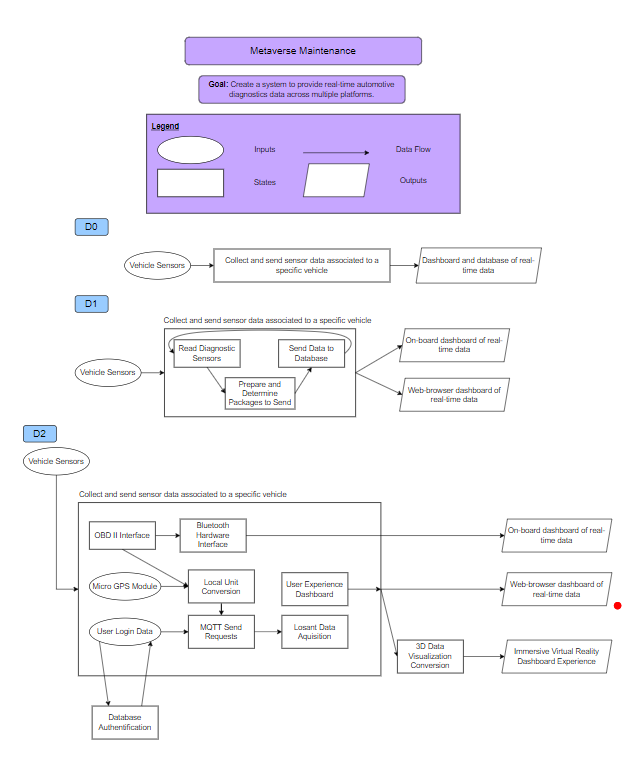 Metaverse Maintenance
Goal: Create a system to provide real-time automotive
diagnostics data across multiple platforms.
Legend
Inputs
Data Flow
States
Outputs
D0
Vehicle Sensors
Collect and send sensor data associated to a
specific vehicle
Dashboard and database of real-
time data
D1
Collect and send sensor data associated to a specific vehicle
Vehicle Sensors
Read Diagnostic
Sensors
Send Data to
Database
Prepare and
Determine
Packages to Send
On-board dashboard of real-
time data
Web-browser dashboard of
real-time data
D2
Vehicle Sensors
Collect and send sensor data associated to a specific vehicle
OBD II Interface
Bluetooth
Hardware
Interface
On-board dashboard of real-
time data
Micro GPS Module
Local Unit
Conversion
User Experience
Dashboard
Web-browser dashboard of
real-time data
User Login Data
MQTT Send
Requests
Losant Data
Aquisition
3D Data
Visualization
Conversion
Immersive Virtual Reality
Dashboard Experience
Database
Authentification